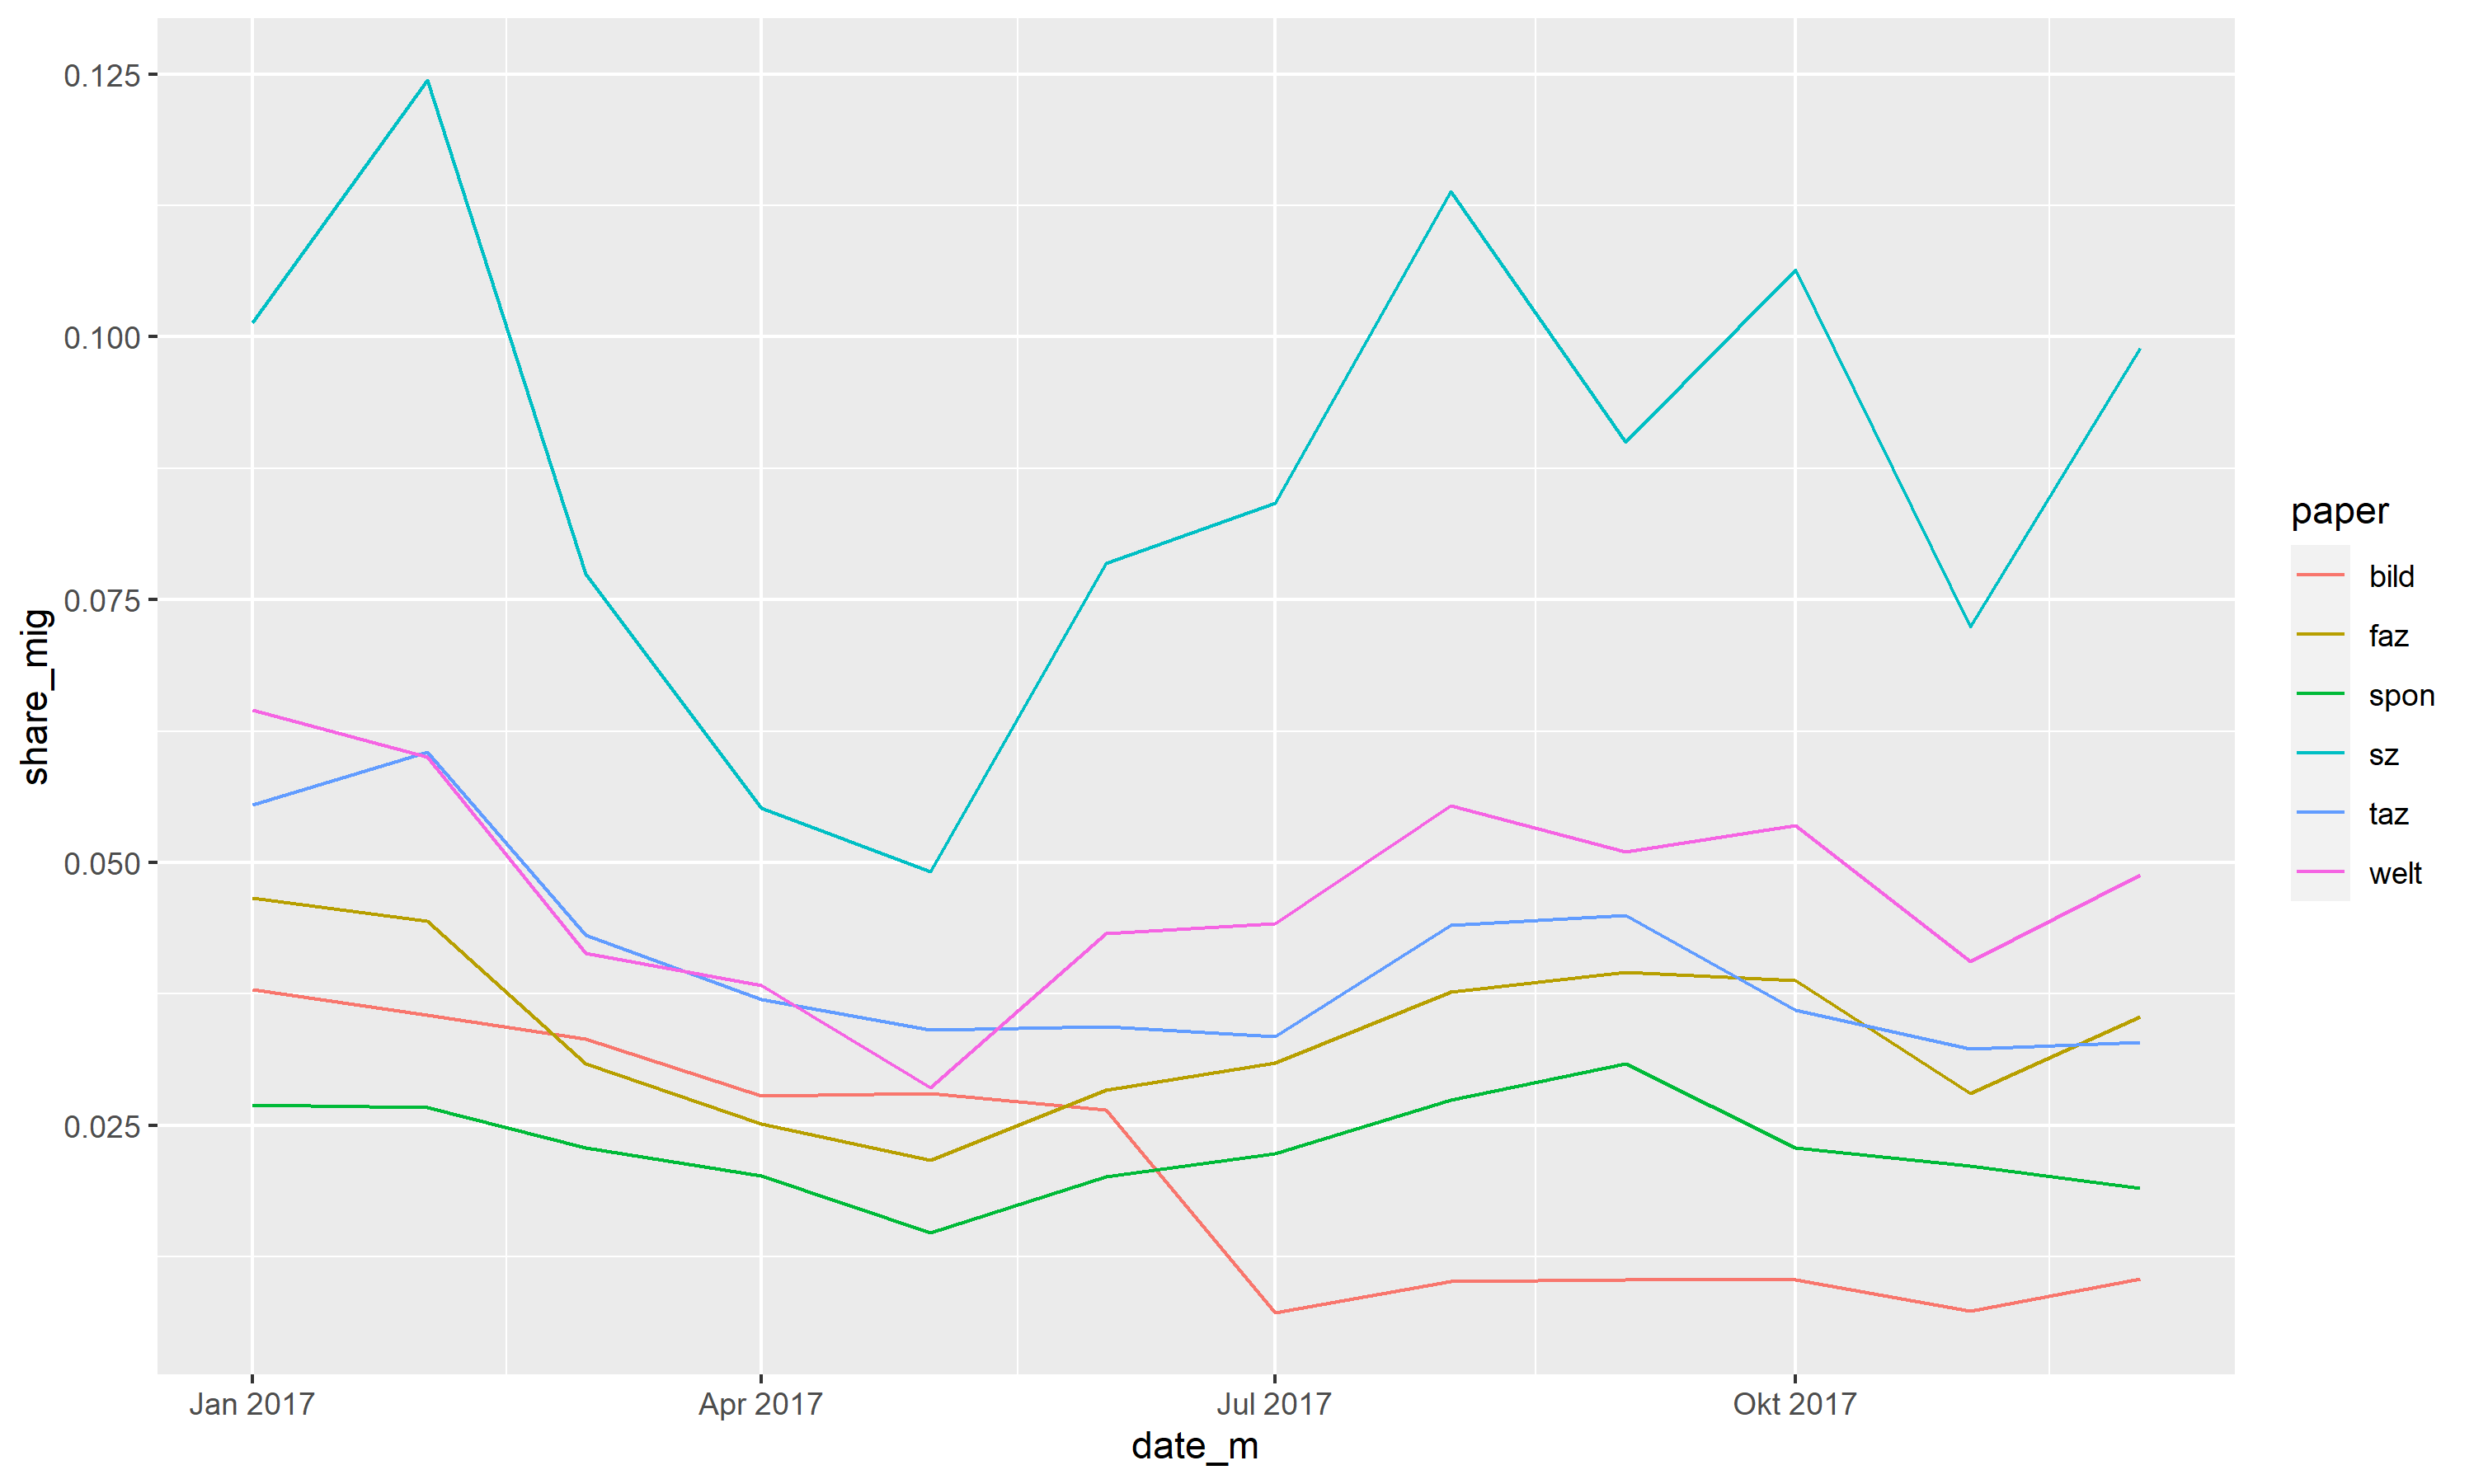 0.125
0.100
0.075
0.050
0.025
share_mig
Jan 2017
Apr 2017
Jul 2017
Okt 2017
date_m
paper
bild
faz
spon
sz
taz
welt